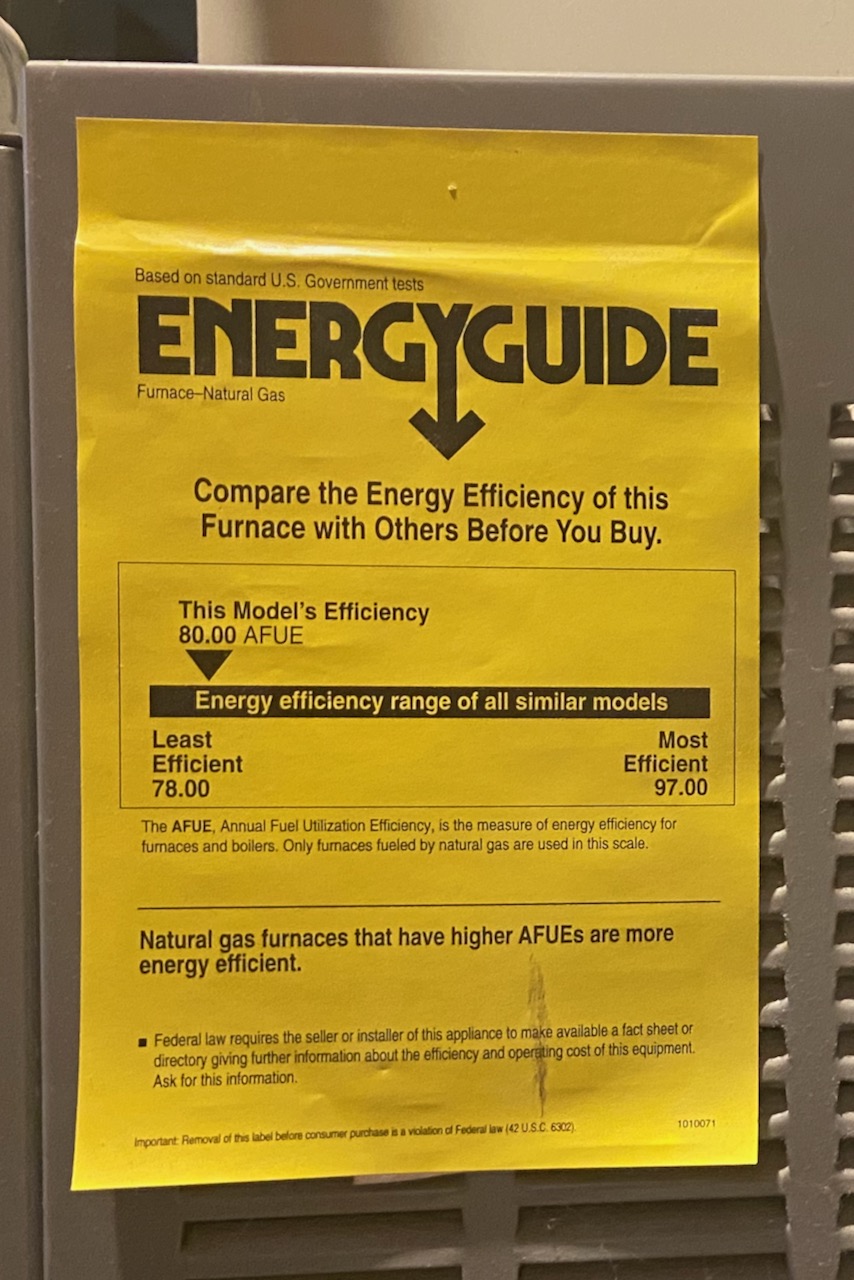 Based on standard U.S. Government tests
ENERGYGUIDE
Furnace–Natural Gas
Compare the Energy Efficiency of this
Furnace with Others Before You Buy.
This Model's Efficiency
80.00 AFUE
Energy efficiency range of all similar models
Least
Efficient
78.00
Most
Efficient
97.00
The AFUE, Annual Fuel Utilization Efficiency, is the measure of energy efficiency for
furnaces and boilers. Only furnaces fueled by natural gas are used in this scale.
Natural gas furnaces that have higher AFUEs are more
energy efficient.
■ Federal law requires the seller or installer of this appliance to make available a fact sheet or
directory giving further information about the efficiency and operating cost of this equipment.
Ask for this information.
Important: Removal of this label before consumer purchase is a violation of Federal law (42 U.S.C. 6302).
1010071